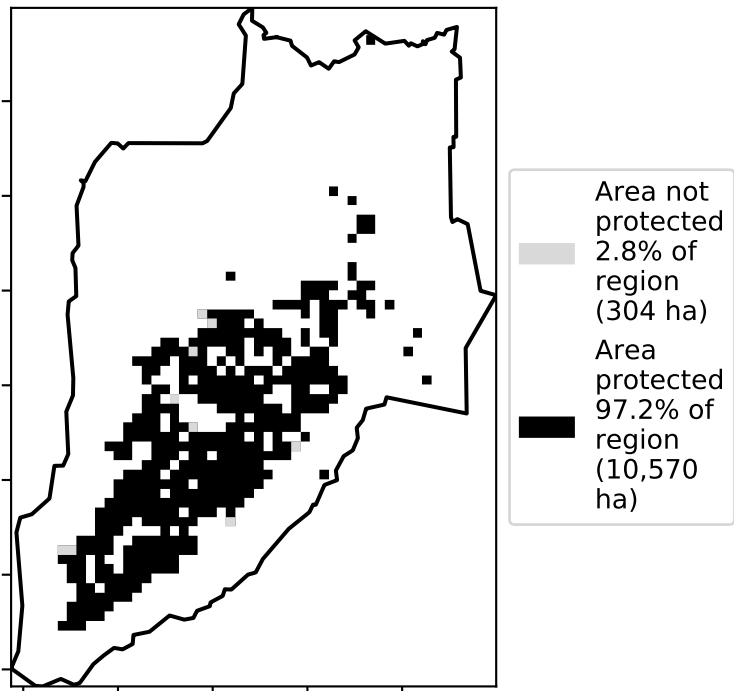 Area not
protected
2.8% of
region
(304 ha)
Area
protected
97.2% of
region
(10,570
ha)